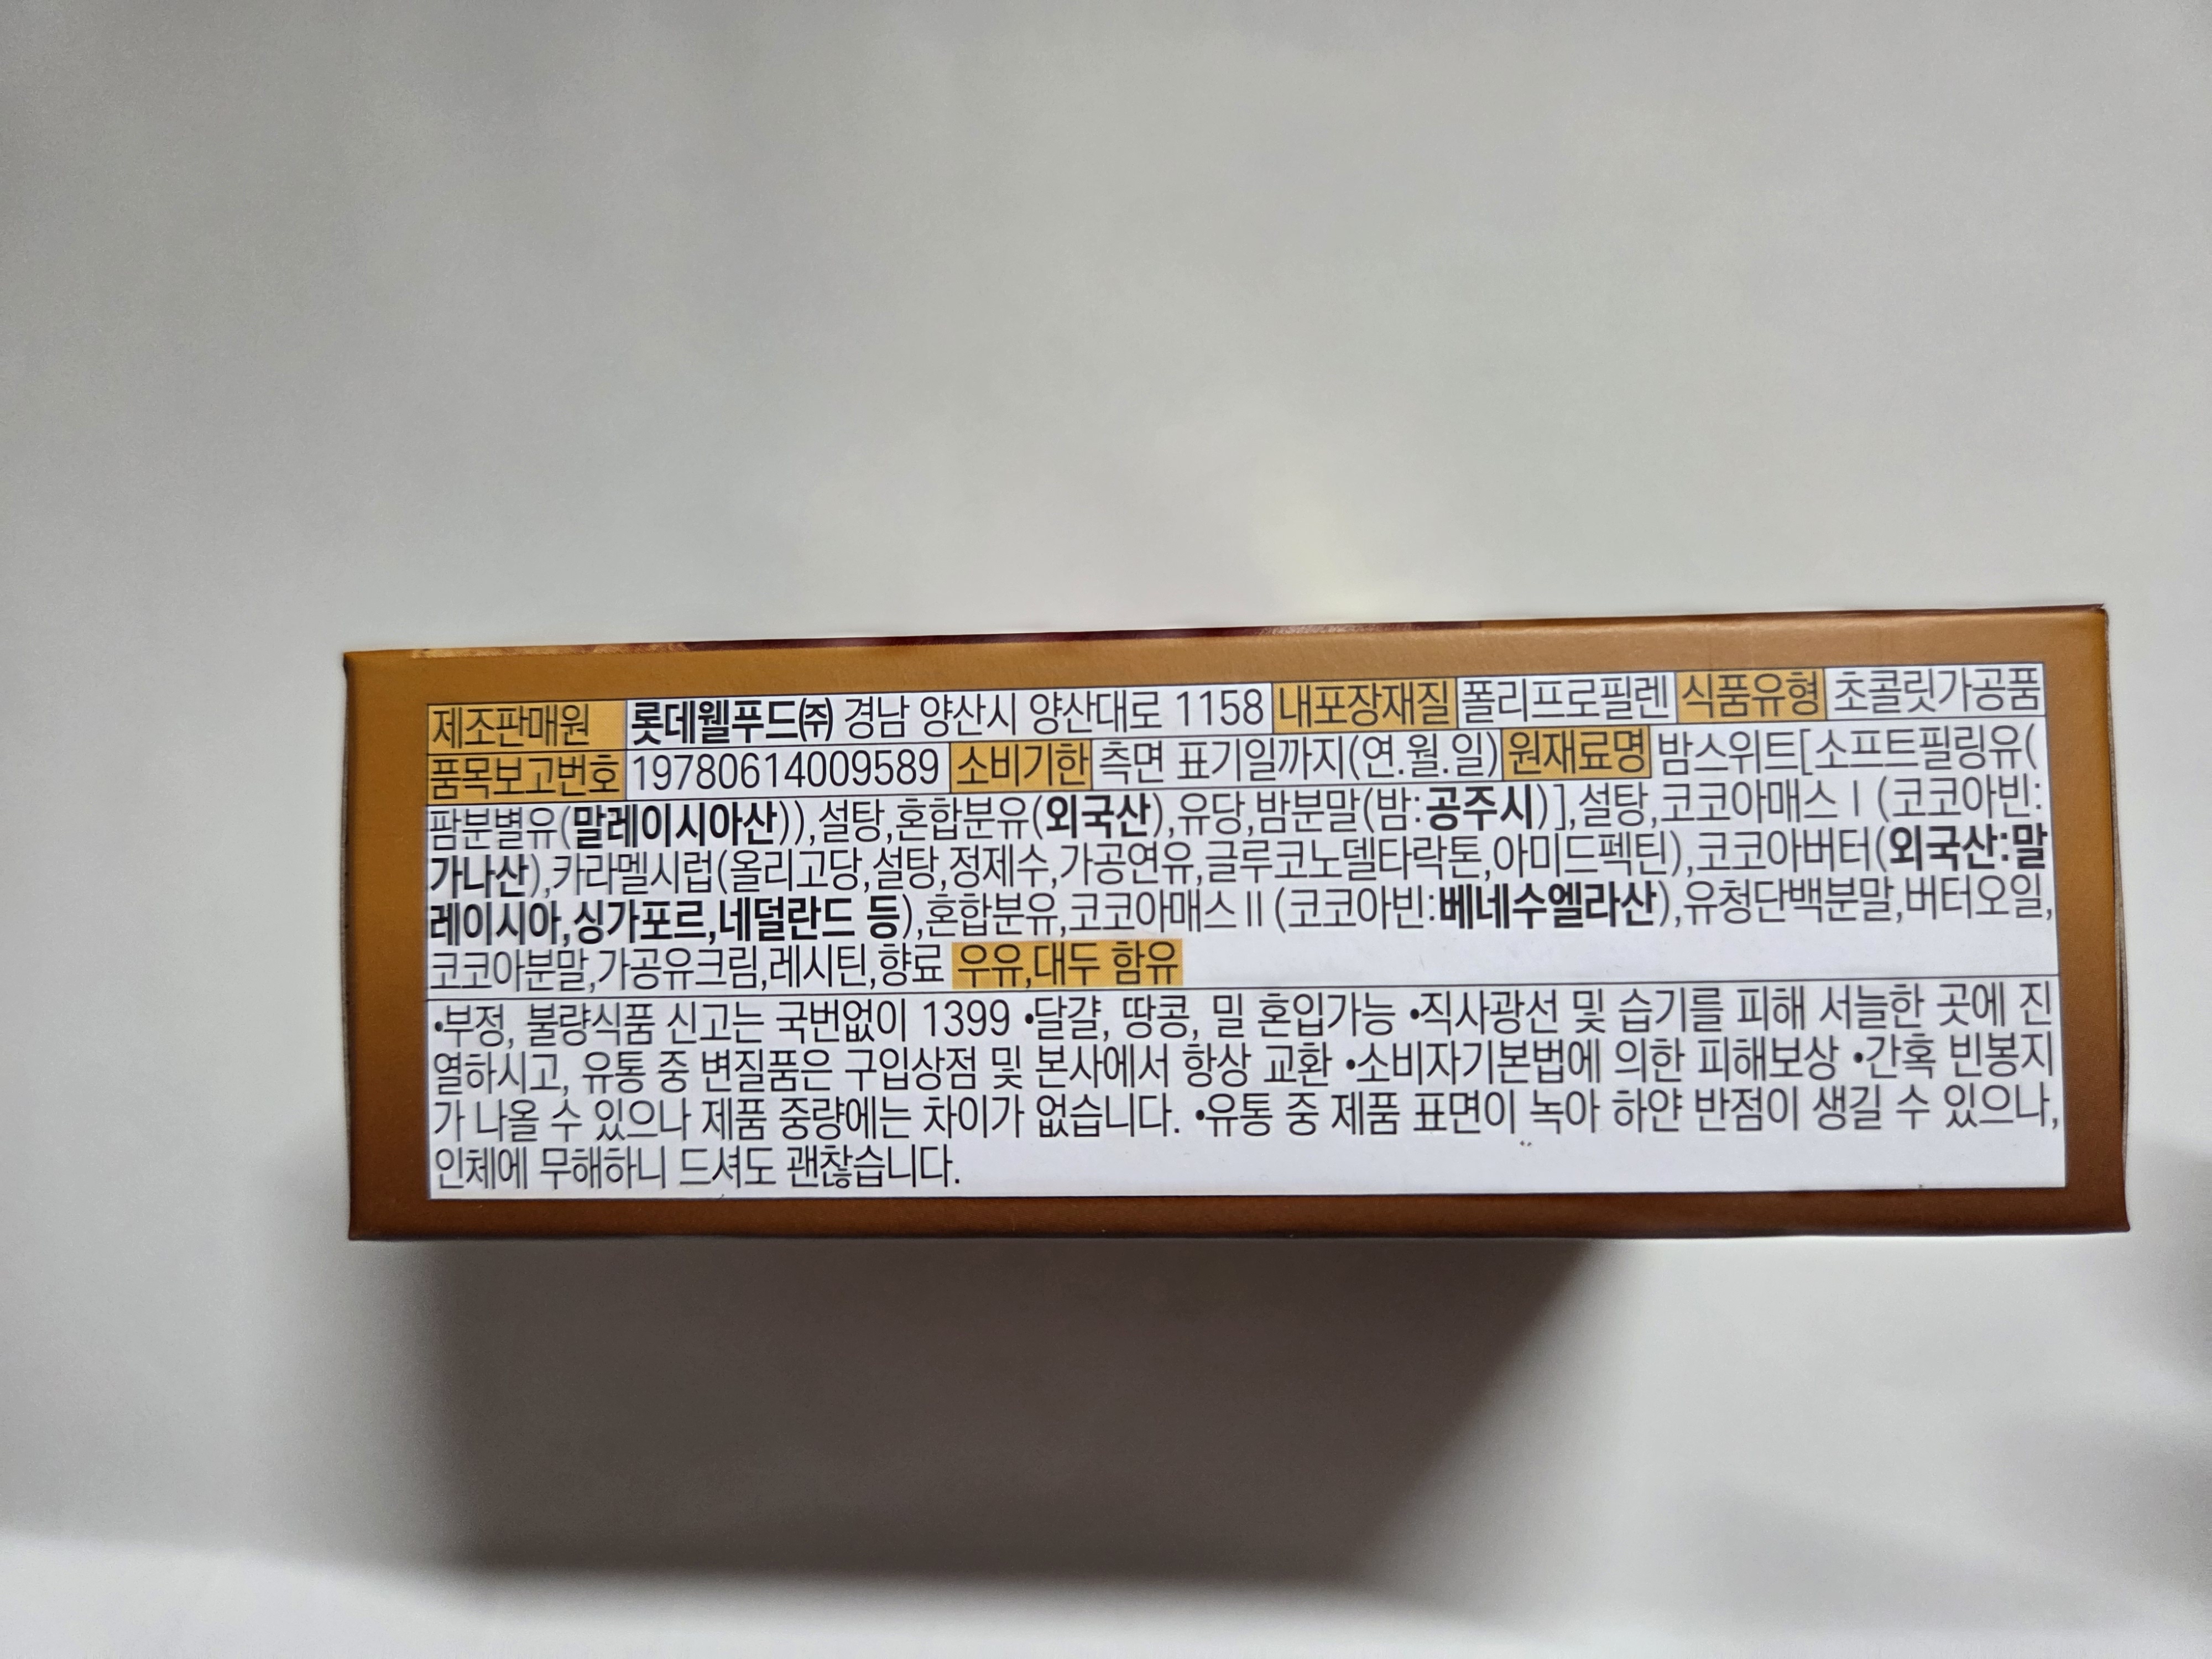 제조판매원 롯데웰푸드㈜ 경남 양산시 양산대로 1158 내포장재질 폴리프로필렌 식품유형 초콜릿가공품
품목보고번호 19780614009589 소비기한 측면 표기일까지(연.월.일) 원재료명 밤스위트[소프트필링유(
팜분별유(말레이시아산)),설탕,혼합분유(외국산),유당,밤분말(밤:공주시)],설탕,코코아매스Ⅰ(코코아빈:
가나산),카라멜시럽(올리고당,설탕,정제수,가공연유,글루코노델타락톤,아미드펙틴),코코아버터(외국산:말
레이시아,싱가포르,네덜란드 등),혼합분유,코코아매스Ⅱ(코코아빈:베네수엘라산),유청단백분말,버터오일,
코코아분말,가공유크림,레시틴,향료 우유,대두 함유
•부정, 불량식품 신고는 국번없이 1399 •달걀, 땅콩, 밀 혼입가능 •직사광선 및 습기를 피해 서늘한 곳에 진
열하시고, 유통 중 변질품은 구입상점 및 본사에서 항상 교환 •소비자기본법에 의한 피해보상 •간혹 빈봉지
가 나올 수 있으나 제품 중량에는 차이가 없습니다. •유통 중 제품 표면이 녹아 하얀 반점이 생길 수 있으나,
인체에 무해하니 드셔도 괜찮습니다.